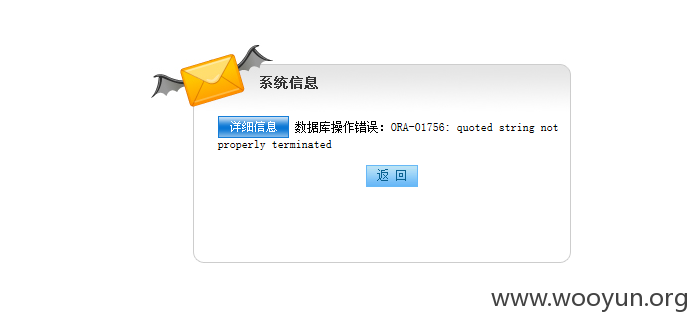 系统信息
详细信息 数据库操作错误: ORA-01756: quoted string not
properly terminated
返 回
www.wooyun.org